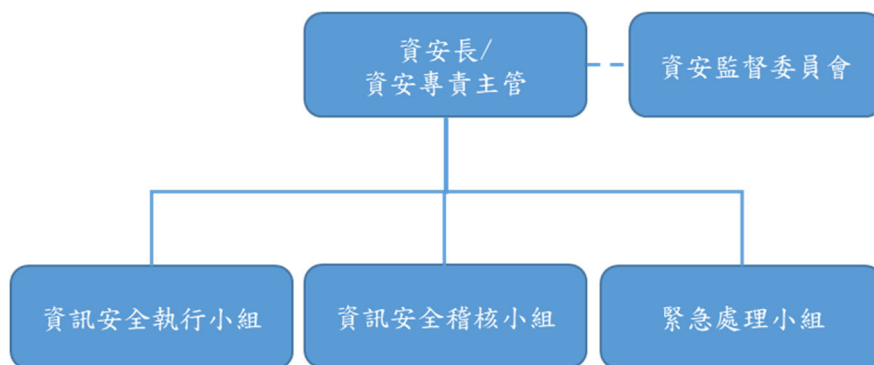 資安長/
資安專責主管
資安監督委員會
資訊安全執行小組
資訊安全稽核小組
緊急處理小組